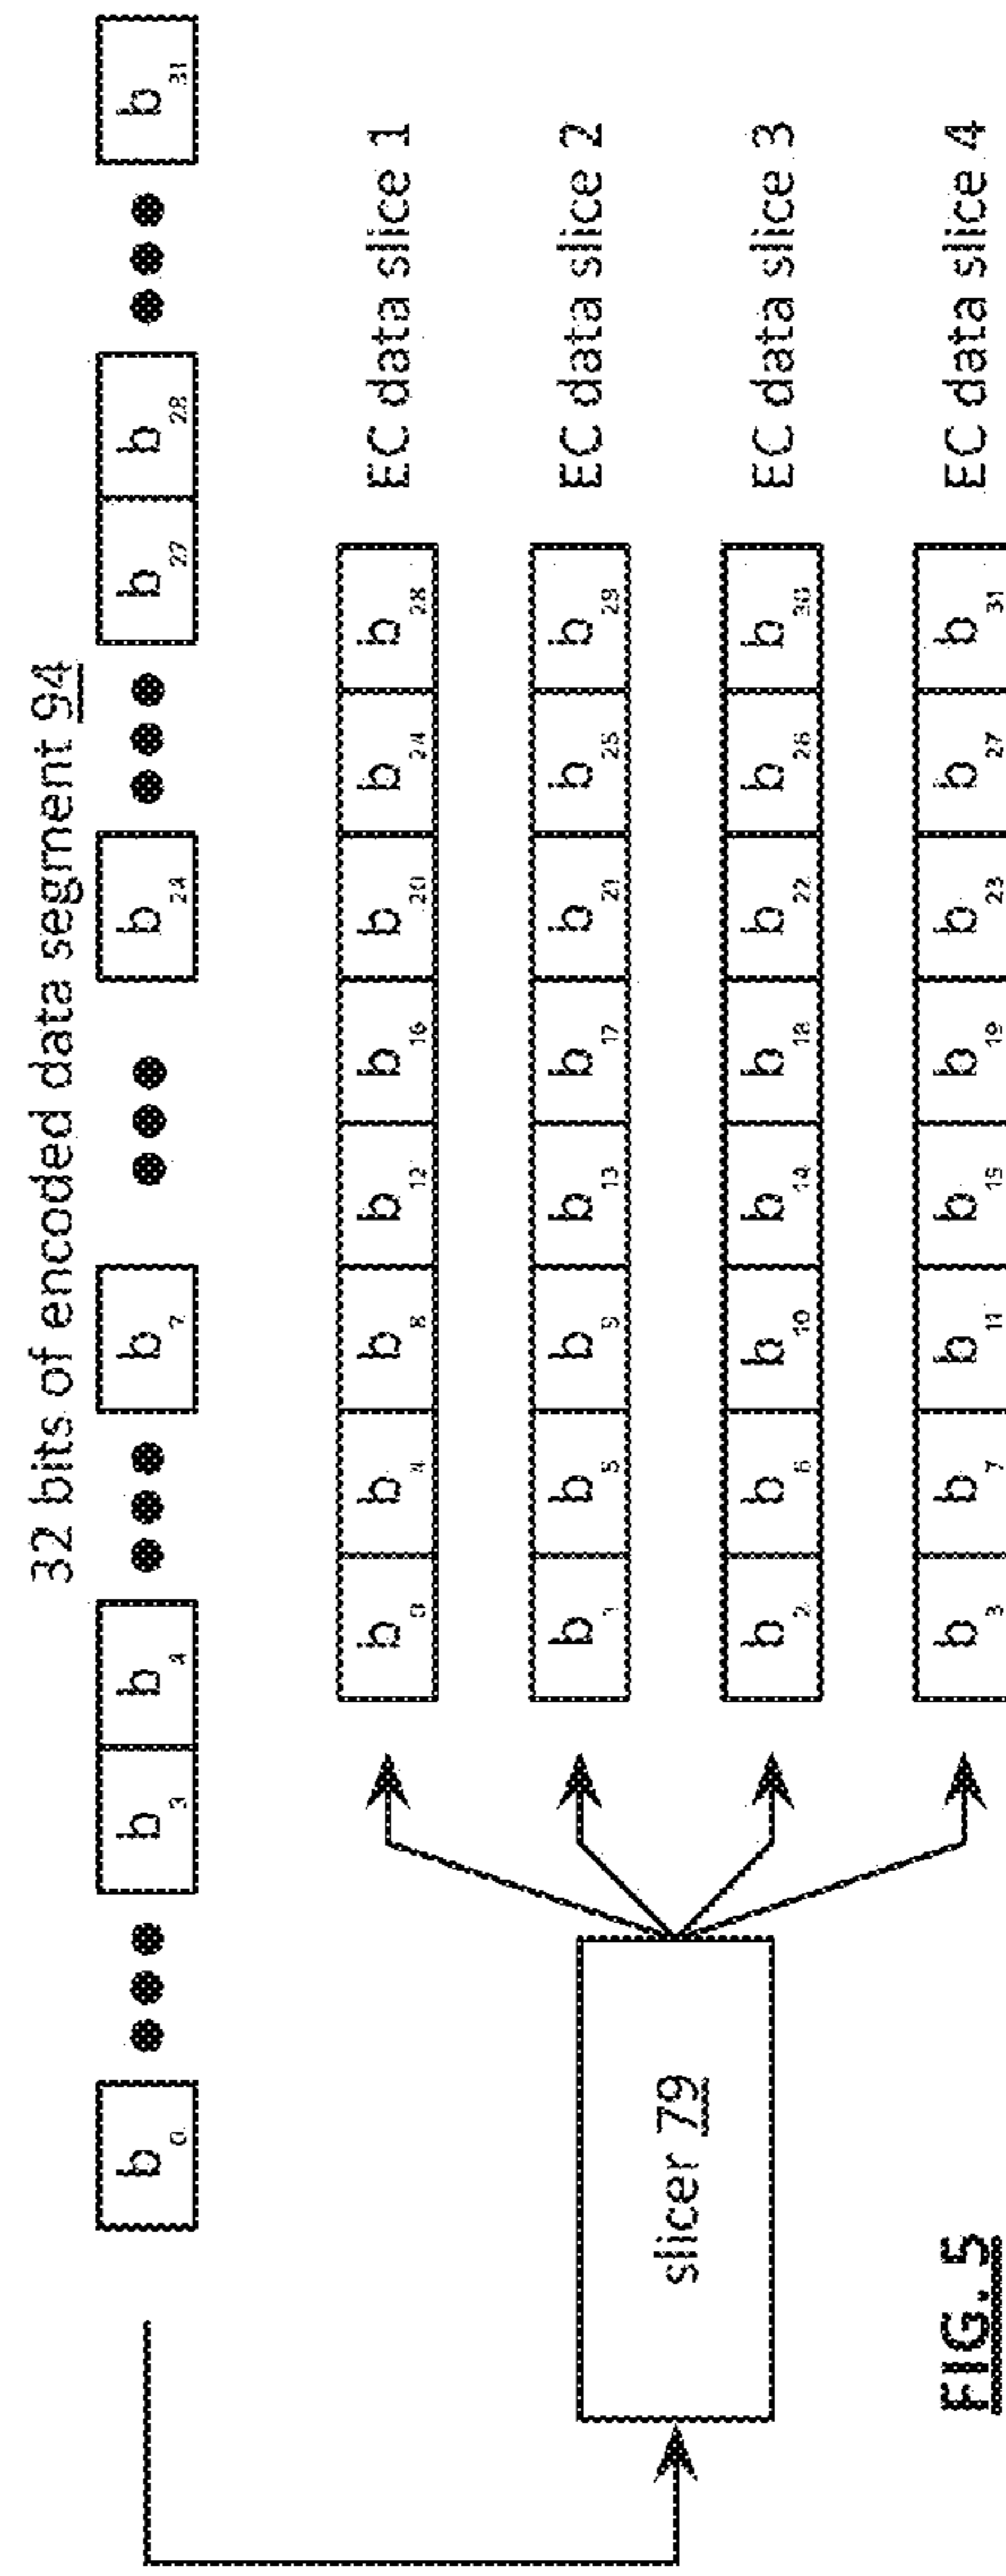 32 bits of encoded data segment 94
b0 ●●● b3 b4 ●●● b7 ●●● b24 ●●● b27 b28 ●●● b31
b0 b4 b8 b12 b16 b20 b24 b28 EC data slice 1
b1 b5 b9 b13 b17 b21 b25 b29 EC data slice 2
slicer 79
b2 b6 b10 b14 b18 b22 b26 b30 EC data slice 3
b3 b7 b11 b15 b19 b23 b27 b31 EC data slice 4
FIG. 5